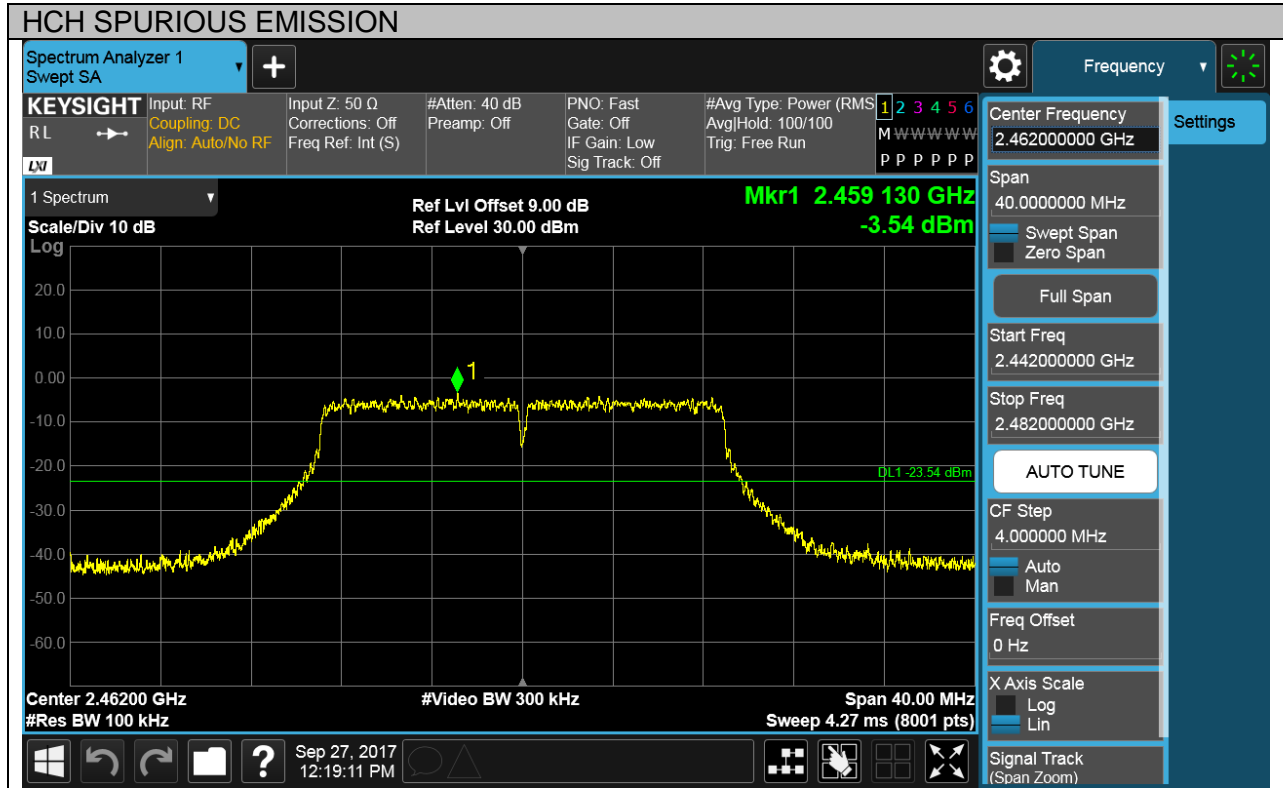 HCH SPURIOUS EMISSION
Spectrum Analyzer 1
Swept SA
Frequency
KEYSIGHT
RL
LXI
Input: RF
Coupling: DC
Align: Auto/No RF
Input Z: 50 Ω
Corrections: Off
Freq Ref: Int (S)
#Atten: 40 dB
Preamp: Off
PNO: Fast
Gate: Off
IF Gain: Low
Sig Track: Off
#Avg Type: Power (RMS
Avg|Hold: 100/100
Trig: Free Run
1 2 3 4 5 6
M W W W W W
P P P P P P
1 Spectrum
Scale/Div 10 dB
Ref Lvl Offset 9.00 dB
Ref Level 30.00 dBm
Mkr1 2.459 130 GHz
-3.54 dBm
Log
20.0
10.0
0.00
-10.0
-20.0
-30.0
-40.0
-50.0
-60.0
1
DL1 -23.54 dBm
Center 2.46200 GHz
#Video BW 300 kHz
Span 40.00 MHz
#Res BW 100 kHz
Sweep 4.27 ms (8001 pts)
Sep 27, 2017
12:19:11 PM
?
Center Frequency
2.462000000 GHz
Settings
Span
40.0000000 MHz
Swept Span
Zero Span
Full Span
Start Freq
2.442000000 GHz
Stop Freq
2.482000000 GHz
AUTO TUNE
CF Step
4.000000 MHz
Auto
Man
Freq Offset
0 Hz
X Axis Scale
Log
Lin
Signal Track
(Span Zoom)